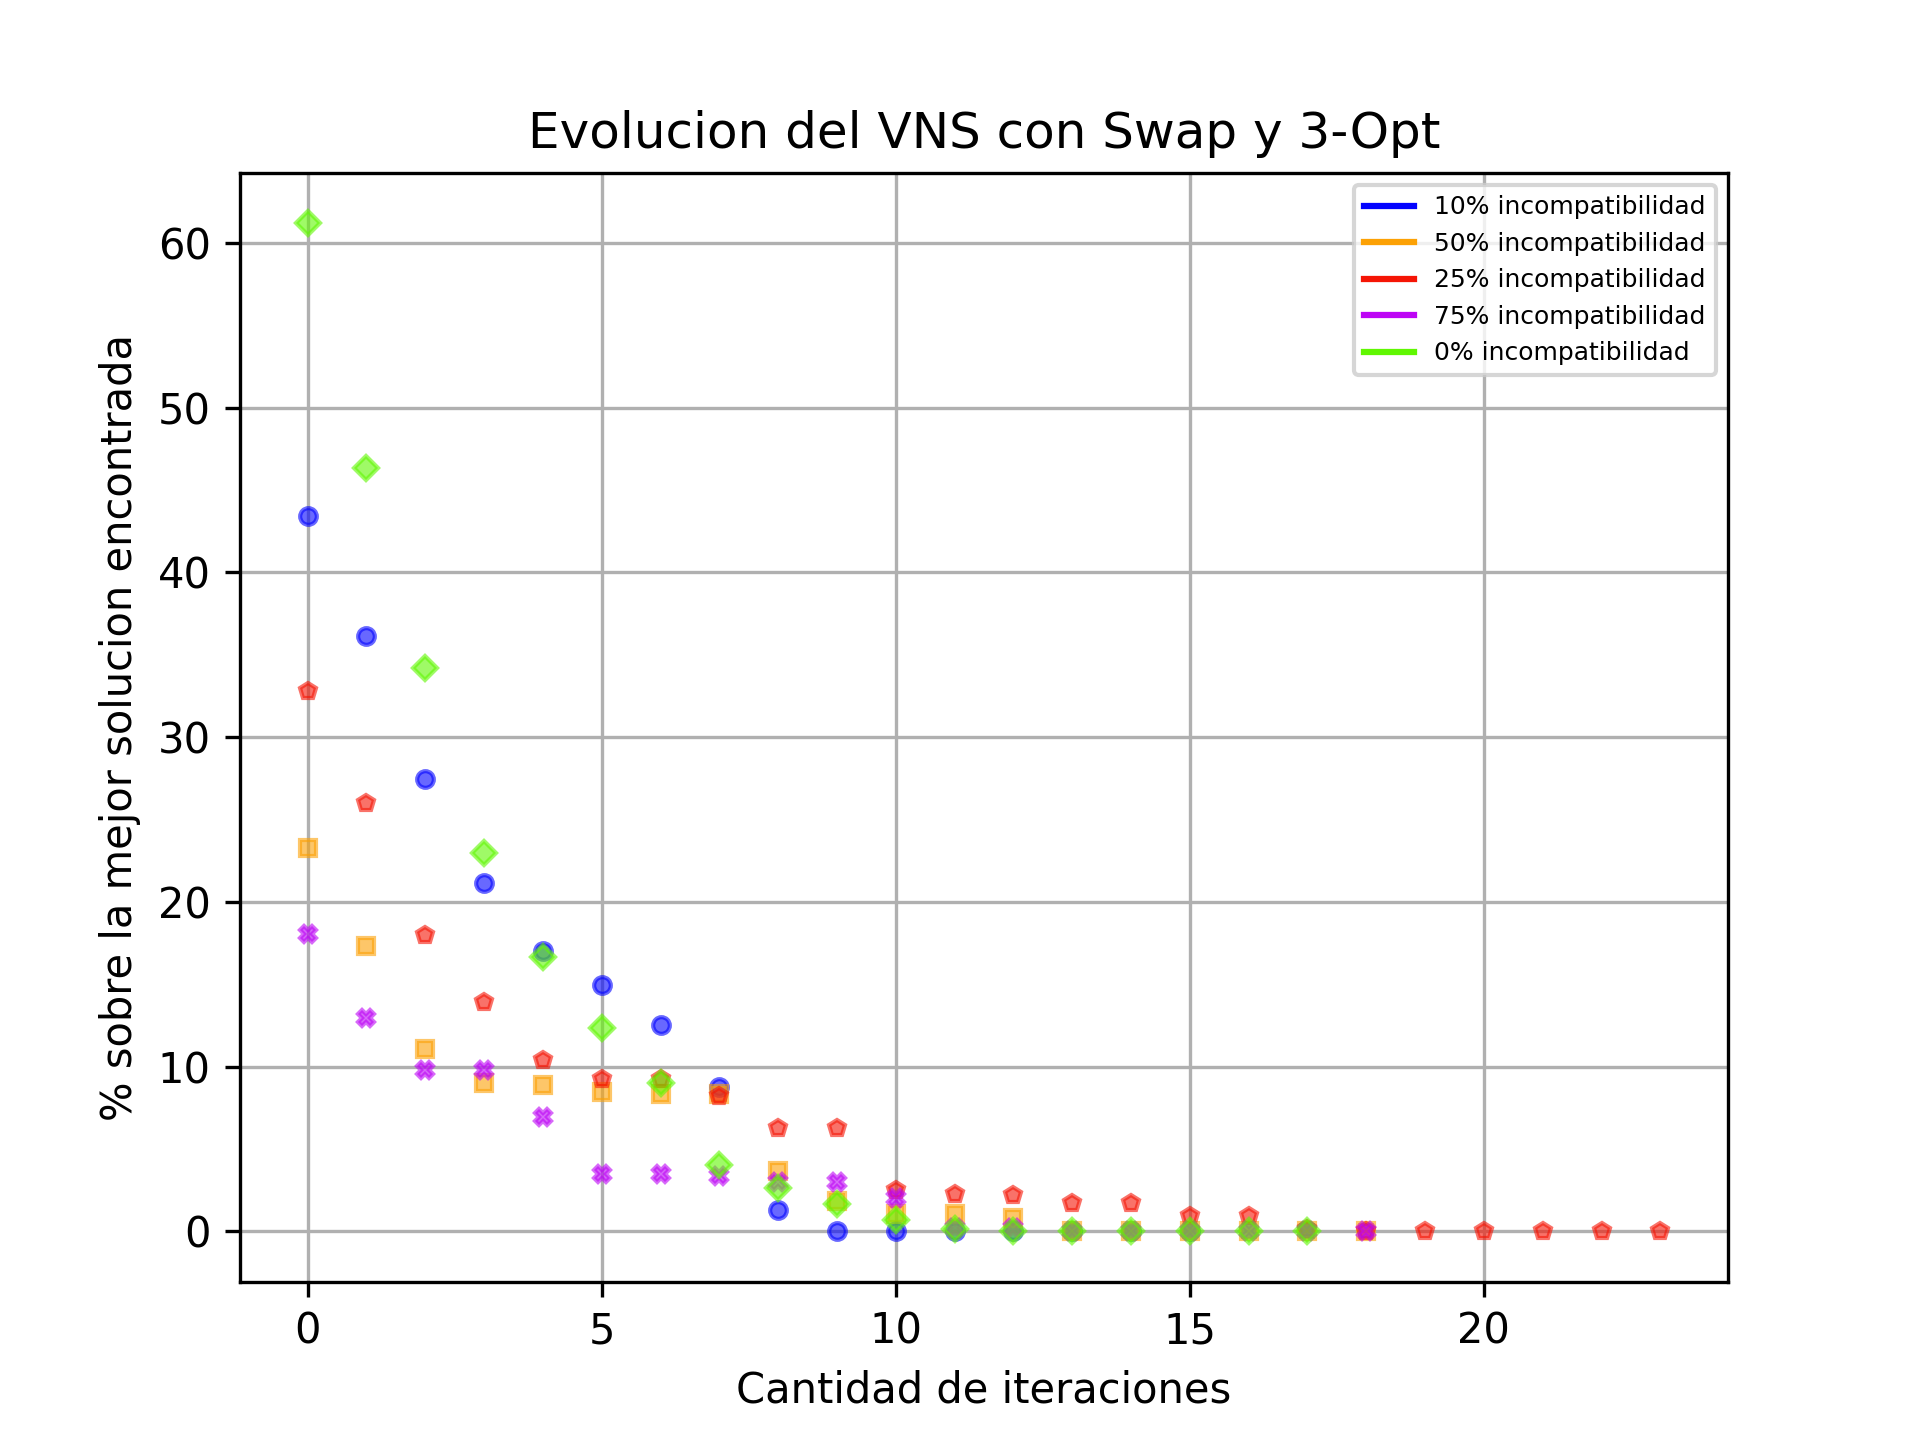 Evolucion del VNS con Swap y 3-Opt
% sobre la mejor solucion encontrada
60
50
40
30
20
10
0
10% incompatibilidad
50% incompatibilidad
25% incompatibilidad
75% incompatibilidad
0% incompatibilidad
0 5 10 15 20
Cantidad de iteraciones